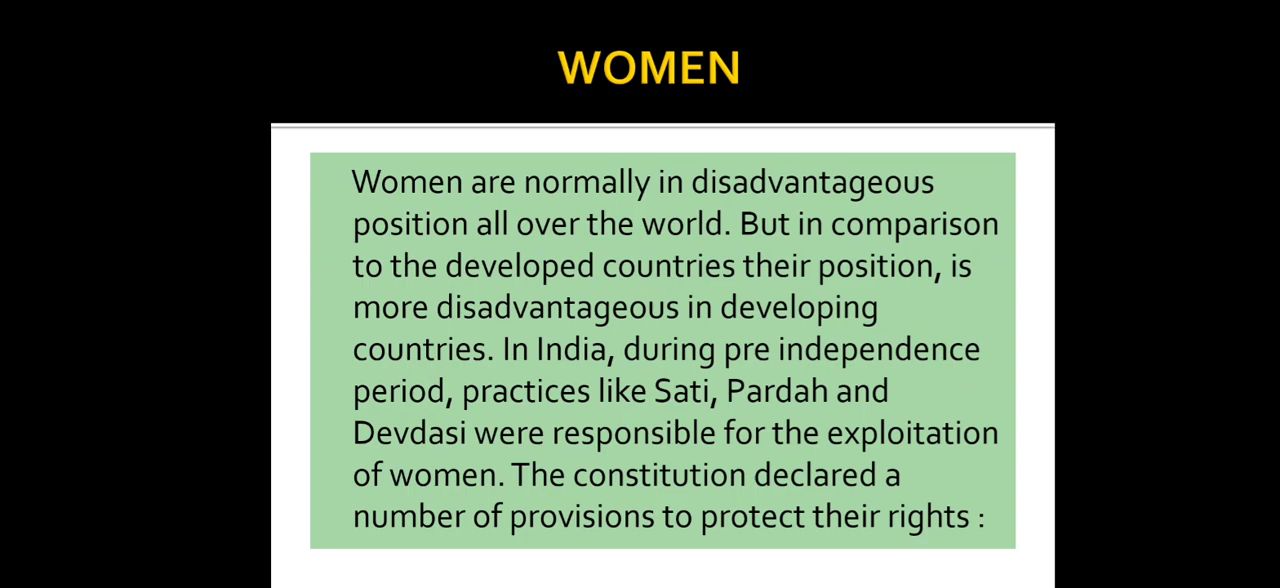 WOMEN
Women are normally in disadvantageous
position all over the world. But in comparison
to the developed countries their position, is
more disadvantageous in developing
countries. In India, during pre independence
period, practices like Sati, Pardah and
Devdasi were responsible for the exploitation
of women. The constitution declared a
number of provisions to protect their rights :